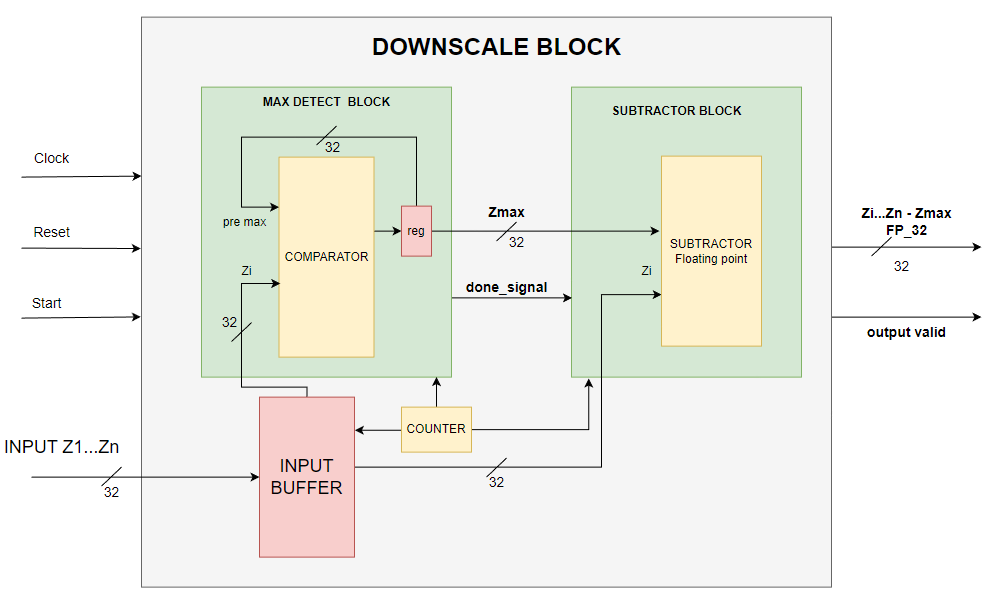 DOWNSCALE BLOCK
MAX DETECT BLOCK
SUBTRACTOR BLOCK
32
Clock
Zmax
Zi...Zn - Zmax
FP_32
pre max
reg
Reset
32
COMPARATOR
SUBTRACTOR
Floating point
32
Zi
Zi
done_signal
Start
32
output valid
COUNTER
INPUT Z1...Zn
INPUT
BUFFER
32
32